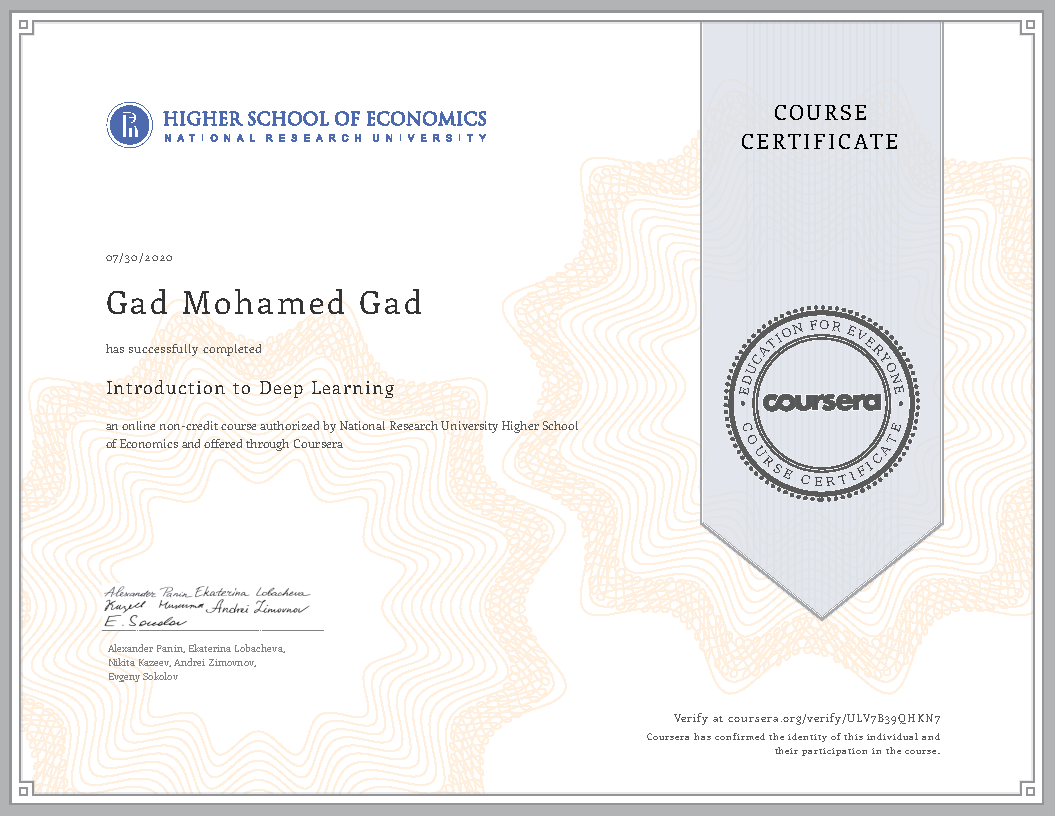 HIGHER SCHOOL OF ECONOMICS
NATIONAL RESEARCH UNIVERSITY
COURSE
CERTIFICATE
07/30/2020
Gad Mohamed Gad
has successfully completed
Introduction to Deep Learning
an online non-credit course authorized by National Research University Higher School
of Economics and offered through Coursera
EDUCATION FOR EVERYONE
coursera
COURSE CERTIFICATE
Alexander Panin Ekaterina Lobacheva
Andrei Zimovnov
E. Sokolov
Alexander Panin, Ekaterina Lobacheva,
Nikita Kazeev, Andrei Zimovnov,
Evgeny Sokolov
Verify at coursera.org/verify/ULV7B39QHKN7
Coursera has confirmed the identity of this individual and
their participation in the course.